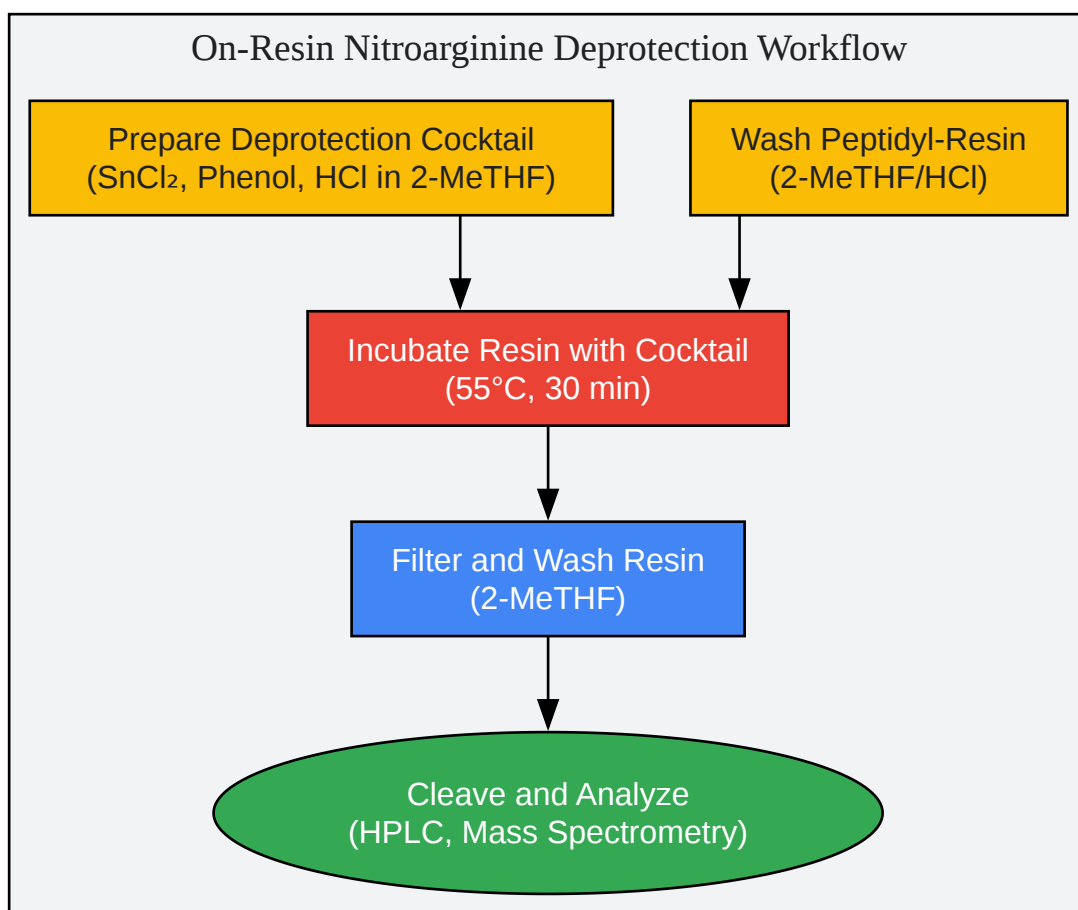 On-Resin Nitroarginine Deprotection Workflow
Prepare Deprotection Cocktail
(SnCl₂, Phenol, HCl in 2-MeTHF)
Wash Peptidyl-Resin
(2-MeTHF/HCl)
Incubate Resin with Cocktail
(55°C, 30 min)
Filter and Wash Resin
(2-MeTHF)
Cleave and Analyze
(HPLC, Mass Spectrometry)